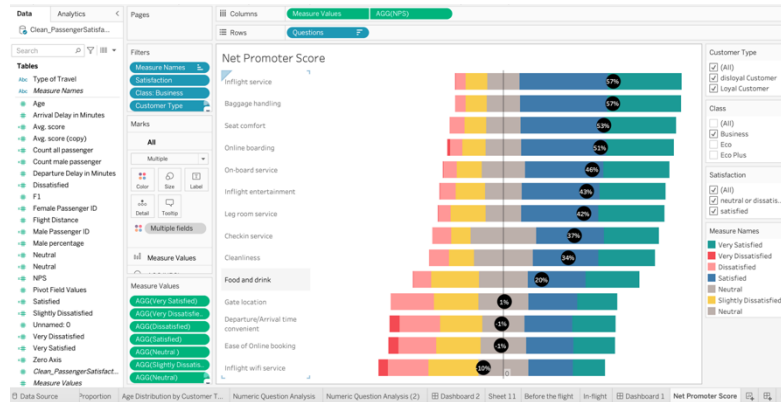 Data Analytics
Clean_PassengerSatisfa...
Search
Tables
Abc Type of Travel
Abc Measure Names
Age
Arrival Delay in Minutes
Avg. score
Avg. score (copy)
Count all passenger
Count male passenger
Departure Delay in Minutes
Dissatisfied
F1
Female Passenger ID
Flight Distance
Male Passenger ID
Male percentage
Neutral
Neutral
NPS
Pivot Field Values
Satisfied
Slightly Dissatisfied
Unnamed: 0
Very Dissatisfied
Very Satisfied
Zero Axis
Clean_PassengerSatisfact...
Measure Values
Pages
Filters
Measure Names
Satisfaction
Class: Business
Customer Type
Marks
All
Multiple
Color Size Label
Detail Tooltip
Multiple fields
Measure Values
Measure Values
AGG(Very Satisfied)
AGG(Very Dissatisfie..
AGG(Dissatisfied)
AGG(Satisfied)
AGG(Neutral )
AGG(Slightly Dissatis..
AGG(Neutral)
Columns Measure Values AGG(NPS)
Rows Questions
Net Promoter Score
Inflight service 57%
Baggage handling 57%
Seat comfort 53%
Online boarding 51%
On-board service 46%
Inflight entertainment 43%
Leg room service 42%
Checkin service 37%
Cleanliness 34%
Food and drink 20%
Gate location 1%
Departure/Arrival time
convenient -1%
Ease of Online booking -1%
Inflight wifi service -10%
0
Customer Type
(All)
disloyal Customer
Loyal Customer
Class
(All)
Business
Eco
Eco Plus
Satisfaction
(All)
neutral or dissatis...
satisfied
Measure Names
Very Satisfied
Very Dissatisfied
Dissatisfied
Satisfied
Neutral
Slightly Dissatisfied
Neutral
Data Source Proportion Age Distribution by Customer T... Numeric Question Analysis Numeric Question Analysis (2) Dashboard 2 Sheet 11 Before the flight In-flight Dashboard 1 Net Promoter Score